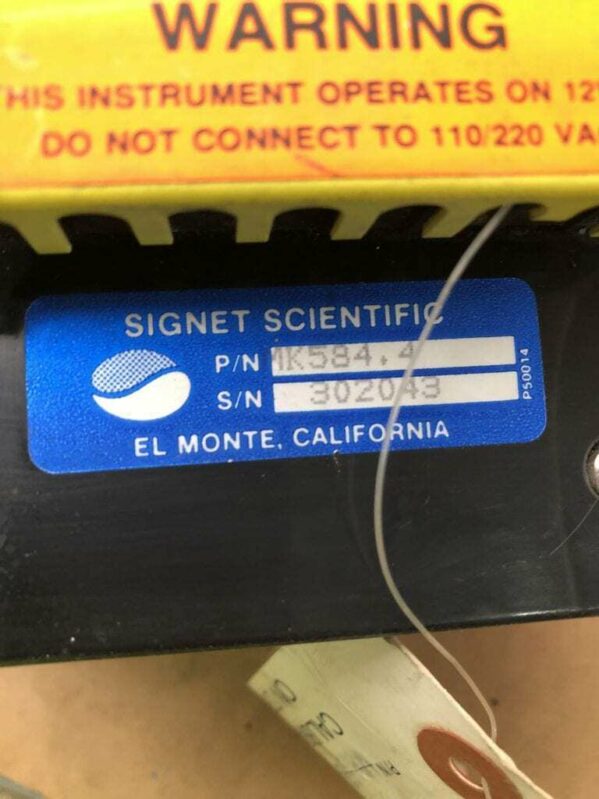 WARNING
THIS INSTRUMENT OPERATES ON 12
DO NOT CONNECT TO 110/220 VA
SIGNET SCIENTIFIC
P/N MK584.4
S/N 302043
P50014
EL MONTE, CALIFORNIA